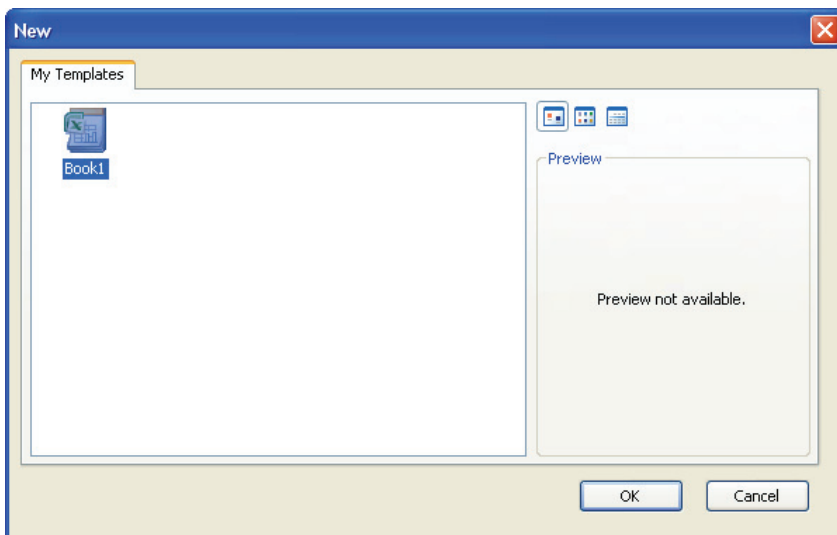 New
My Templates
Book1
Preview
Preview not available.
OK
Cancel